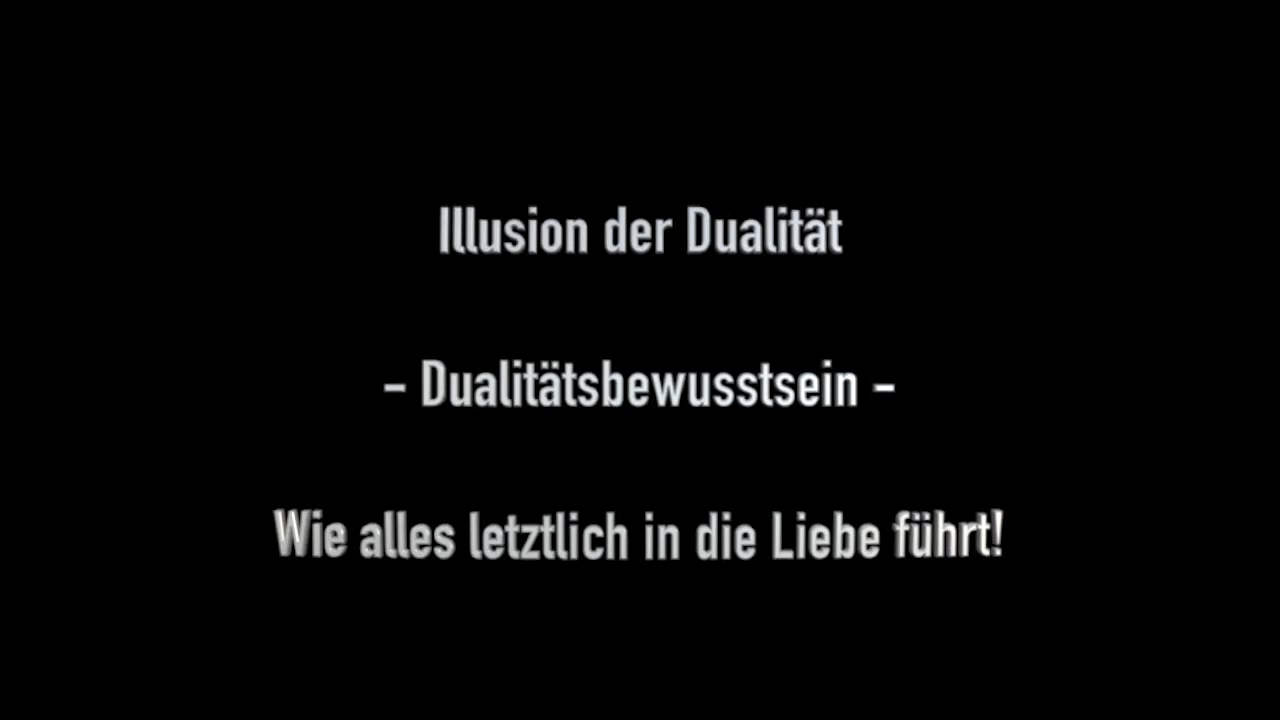 Illusion der Dualität
- Dualitätsbewusstsein -
Wie alles letztlich in die Liebe führt!